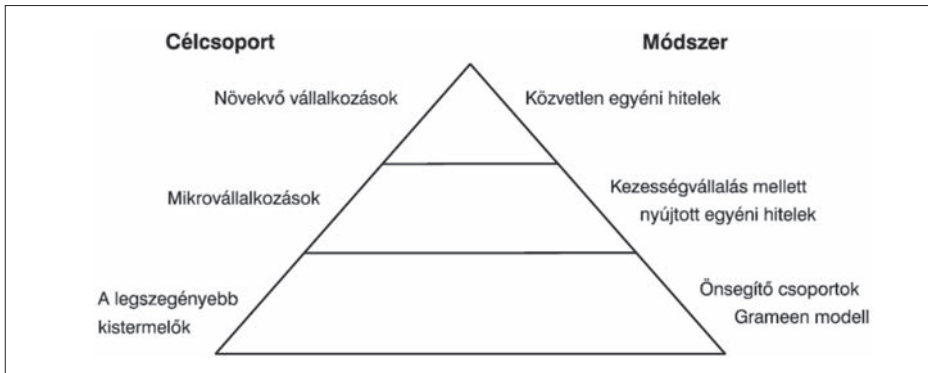 Célcsoport
Módszer
Növekvő vállalkozások
Közvetlen egyéni hitelek
Mikrovállalkozások
Kezességvállalás mellett
nyújtott egyéni hitelek
A legszegényebb
kistermelők
Önsegítő csoportok
Grameen modell